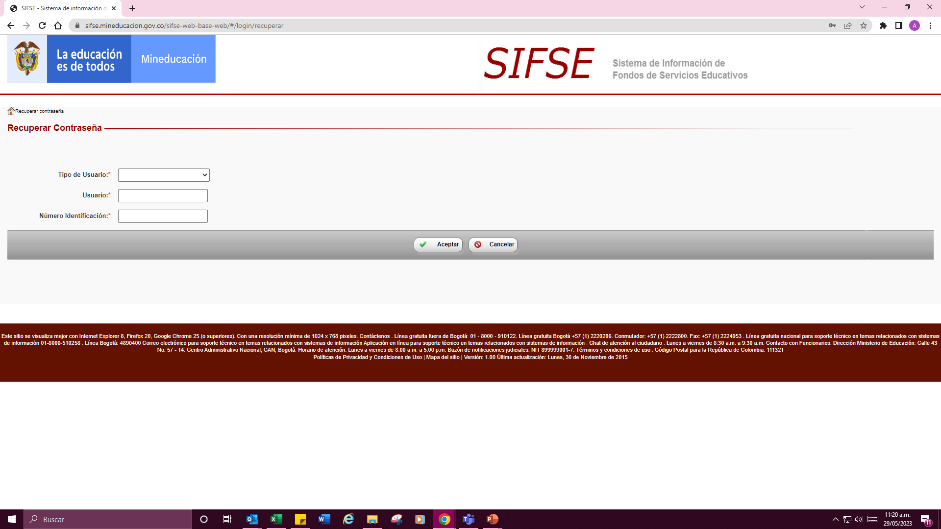 SIFSE - Sistema de información d
sifse.mineducacion.gov.co/sifse-web-base-web/#/login/recuperar
A
La educación
es de todos
Mineducación
SIFSE
Sistema de Información de
Fondos de Servicios Educativos
Recuperar contraseña
Recuperar Contraseña
Tipo de Usuario:*
Usuario:*
Número Identificación:*
Aceptar
Cancelar
Este sitio se visualiza mejor con Internet Explorer 8, Firefox 20, Google Chrome 25 (o superiores). Con una resolución mínima de 1024 x 768 pixeles. Contáctenos . Línea gratuita fuera de Bogotá: 01 - 8000 - 910122. Línea gratuita Bogotá +57 (1) 2220206. Conmutador: +57 (1) 2222800. Fax: +57 (1) 2224953 . Línea gratuita nacional para soporte técnico en temas relacionados con sistemas
de información 01-8000-510258 . Línea Bogotá: 4890400 Correo electrónico para soporte técnico en temas relacionados con sistemas de información Aplicación en línea para soporte técnico en temas relacionados con sistemas de información . Chat de atención al ciudadano . Lunes a viernes de 8:30 a.m. a 9:30 a.m. Contacto con Funcionarios. Dirección Ministerio de Educación: Calle 43
No. 57 - 14. Centro Administrativo Nacional, CAN, Bogotá. Horario de atención: Lunes a viernes de 8:00 a.m. a 5:00 p.m. Buzón de notificaciones judiciales. Nit 899999001-7. Términos y condiciones de uso . Código Postal para República de Colombia: 111321
Políticas de Privacidad y Condiciones de Uso | Mapa del sitio | Versión: 1.00 Última actualización: Lunes, 30 de Noviembre de 2015
Buscar
11:20 a.m.
29/05/2023